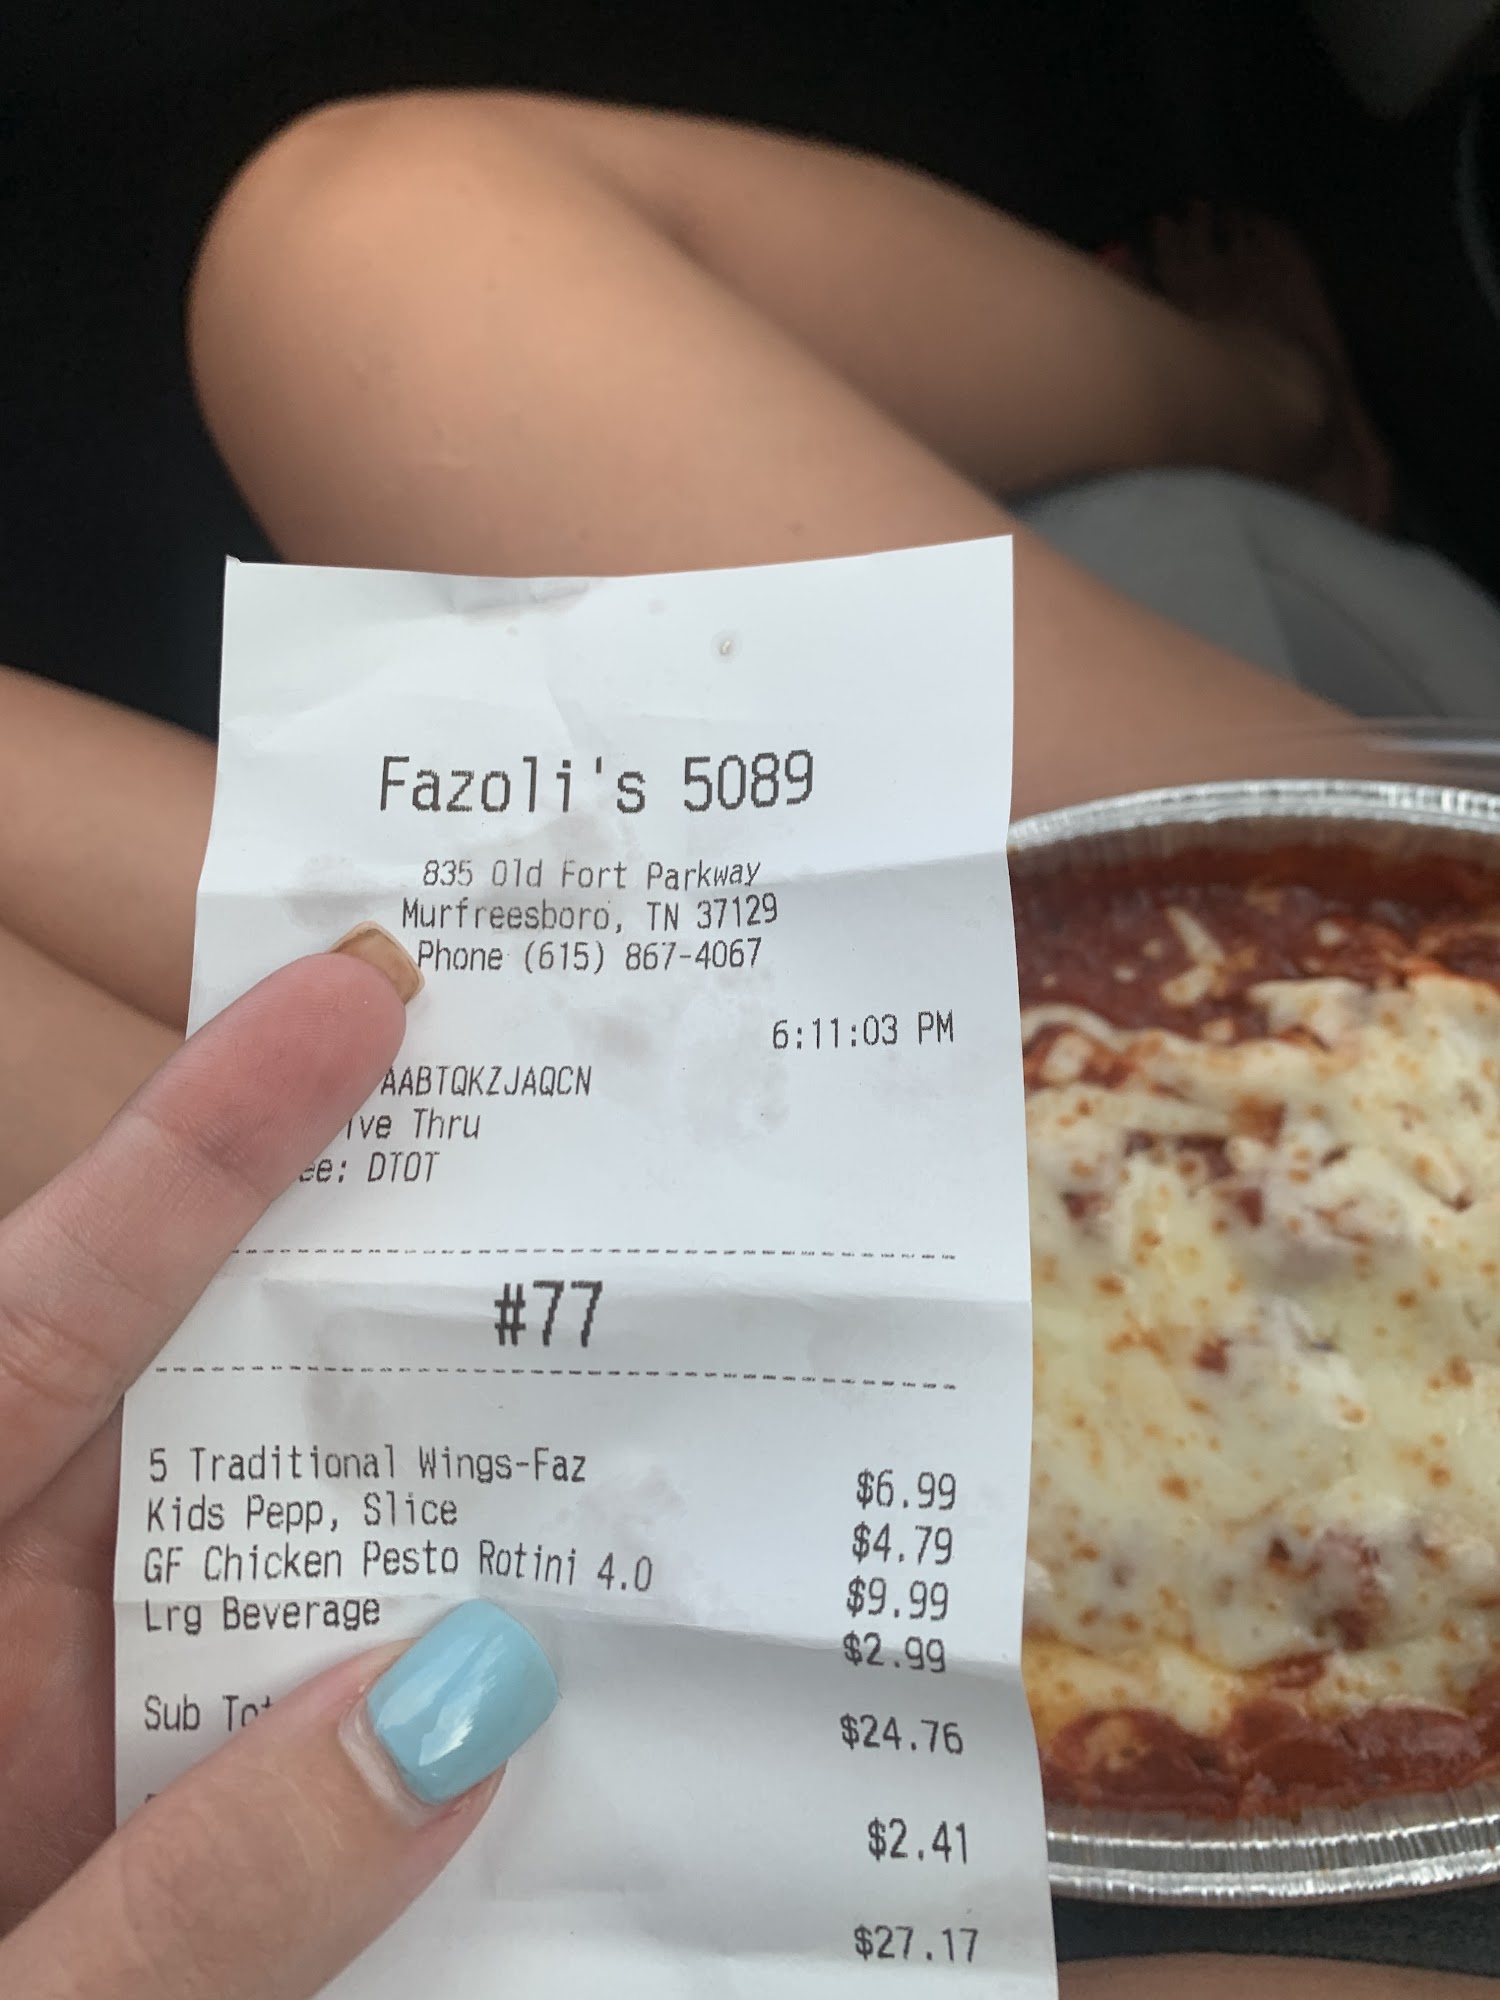 Fazoli's 5089
835 Old Fort Parkway
Murfreesboro, TN 37129
Phone (615) 867-4067
6:11:03 PM
AABTQKZJAQCN
ive Thru
ee: DTOT
#77
5 Traditional Wings-Faz $6.99
Kids Pepp, Slice $4.79
GF Chicken Pesto Rotini 4.0 $9.99
Lrg Beverage $2.99
Sub Tot $24.76
$2.41
$27.17